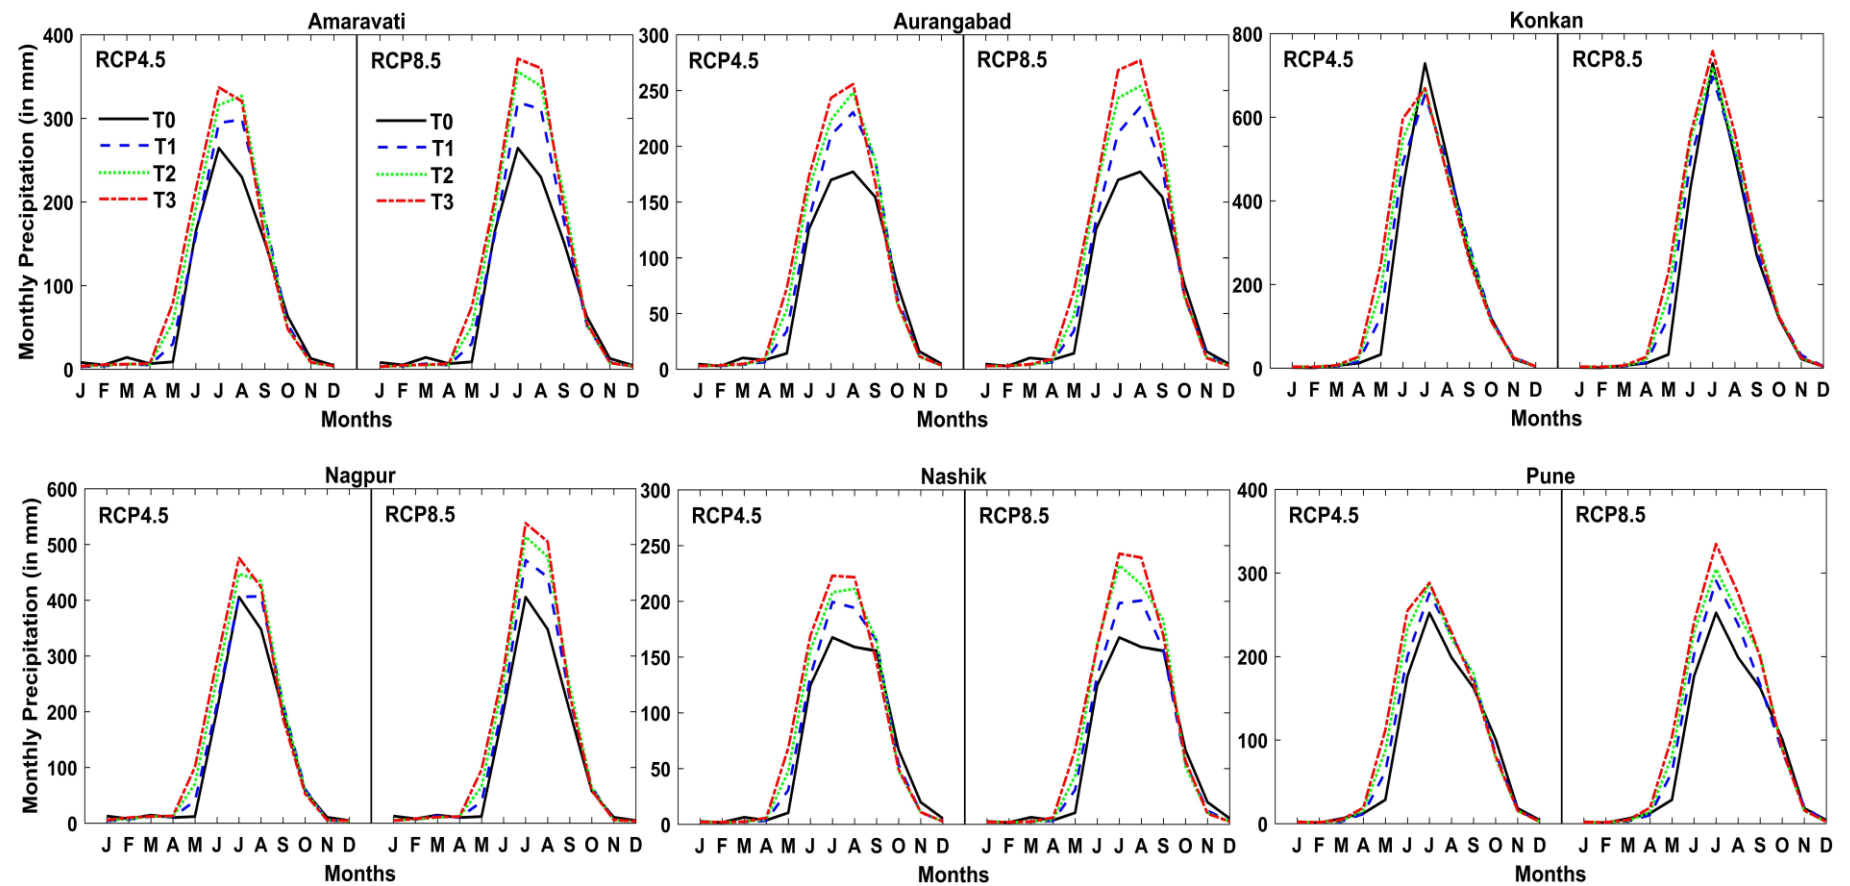 Amaravati
Aurangabad
Konkan
Monthly Precipitation (in mm)
400
300
200
100
0
RCP4.5
T0
T1
T2
T3
RCP8.5
T0
T1
T2
T3
J F M A M J J A S O N D
J F M A M J J A S O N D
Months
300
250
200
150
100
50
0
RCP4.5
RCP8.5
J F M A M J J A S O N D
J F M A M J J A S O N D
Months
800
600
400
200
0
RCP4.5
RCP8.5
J F M A M J J A S O N D
J F M A M J J A S O N D
Months
Nagpur
Nashik
Pune
Monthly Precipitation (in mm)
600
500
400
300
200
100
0
RCP4.5
RCP8.5
J F M A M J J A S O N D
J F M A M J J A S O N D
Months
300
250
200
150
100
50
0
RCP4.5
RCP8.5
J F M A M J J A S O N D
J F M A M J J A S O N D
Months
400
300
200
100
0
RCP4.5
RCP8.5
J F M A M J J A S O N D
J F M A M J J A S O N D
Months